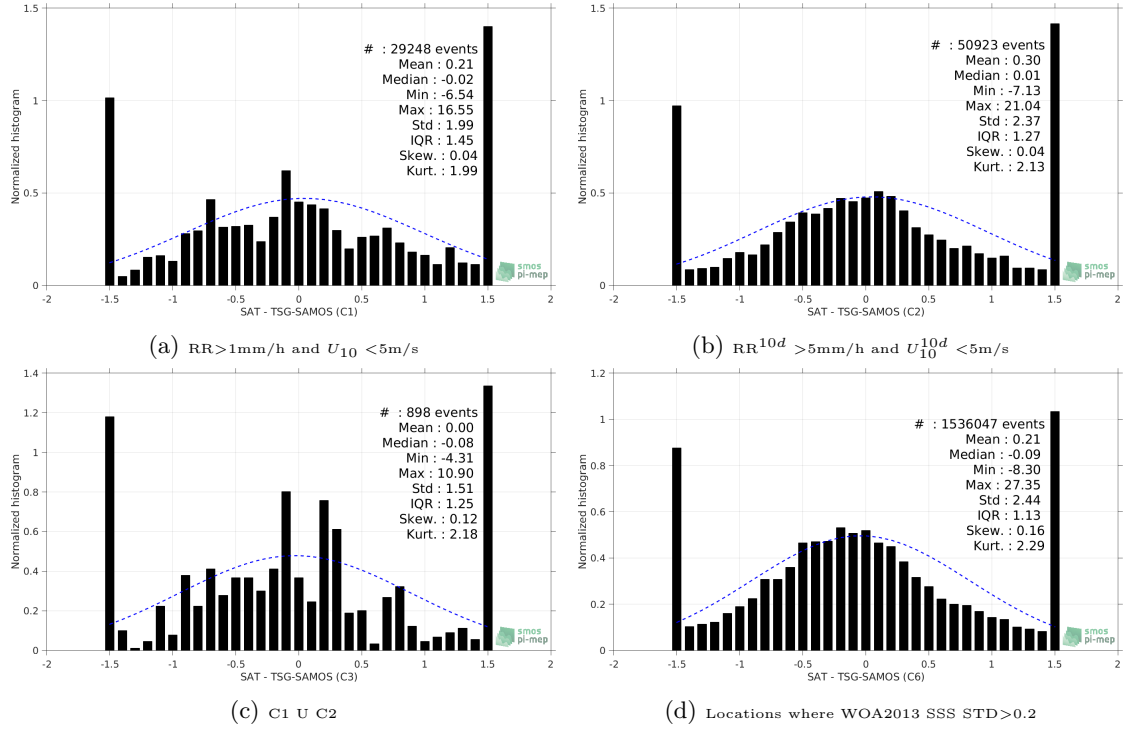 1.5
1
0.5
0
Normalized histogram
-2
-1.5
-1
-0.5
0
0.5
1
1.5
2
SAT - TSG-SAMOS (C1)
# : 29248 events
Mean : 0.21
Median : -0.02
Min : -6.54
Max : 16.55
Std : 1.99
IQR : 1.45
Skew. : 0.04
Kurt. : 1.99
smos
pi-mep
(a) RR>1mm/h and U10 <5m/s
1.5
1
0.5
0
Normalized histogram
-2
-1.5
-1
-0.5
0
0.5
1
1.5
2
SAT - TSG-SAMOS (C2)
# : 50923 events
Mean : 0.30
Median : 0.01
Min : -7.13
Max : 21.04
Std : 2.37
IQR : 1.27
Skew. : 0.04
Kurt. : 2.13
smos
pi-mep
(b) RR^10d >5mm/h and U10^10d <5m/s
1.4
1.2
1
0.8
0.6
0.4
0.2
0
Normalized histogram
-2
-1.5
-1
-0.5
0
0.5
1
1.5
2
SAT - TSG-SAMOS (C3)
# : 898 events
Mean : 0.00
Median : -0.08
Min : -4.31
Max : 10.90
Std : 1.51
IQR : 1.25
Skew. : 0.12
Kurt. : 2.18
smos
pi-mep
(c) C1 U C2
1.2
1
0.8
0.6
0.4
0.2
0
Normalized histogram
-2
-1.5
-1
-0.5
0
0.5
1
1.5
2
SAT - TSG-SAMOS (C6)
# : 1536047 events
Mean : 0.21
Median : -0.09
Min : -8.30
Max : 27.35
Std : 2.44
IQR : 1.13
Skew. : 0.16
Kurt. : 2.29
smos
pi-mep
(d) Locations where WOA2013 SSS STD>0.2